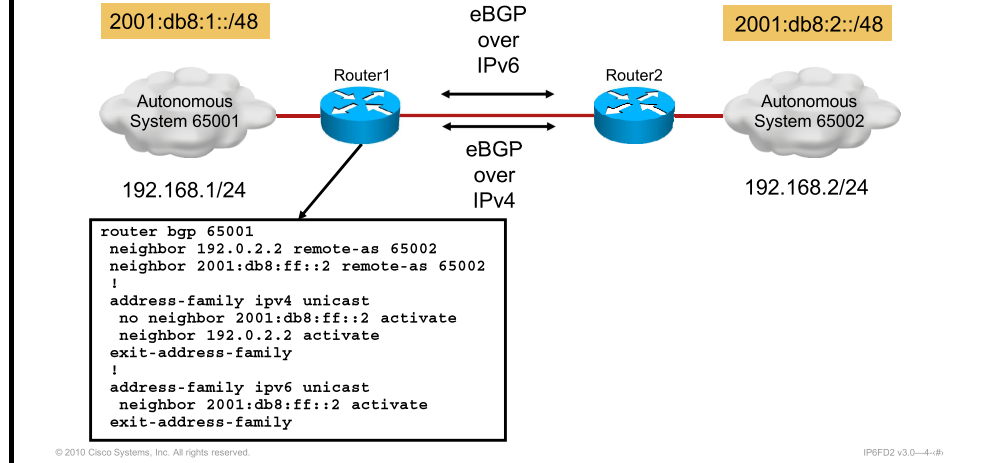 2001:db8:1::/48
eBGP
over
IPv6
2001:db8:2::/48
Router1
Router2
Autonomous
System 65001
Autonomous
System 65002
eBGP
over
IPv4
192.168.1/24
192.168.2/24
router bgp 65001
neighbor 192.0.2.2 remote-as 65002
neighbor 2001:db8:ff::2 remote-as 65002
!
address-family ipv4 unicast
no neighbor 2001:db8:ff::2 activate
neighbor 192.0.2.2 activate
exit-address-family
!
address-family ipv6 unicast
neighbor 2001:db8:ff::2 activate
exit-address-family
© 2010 Cisco Systems, Inc. All rights reserved.
IP6FD2 v3.0—4-‹#›